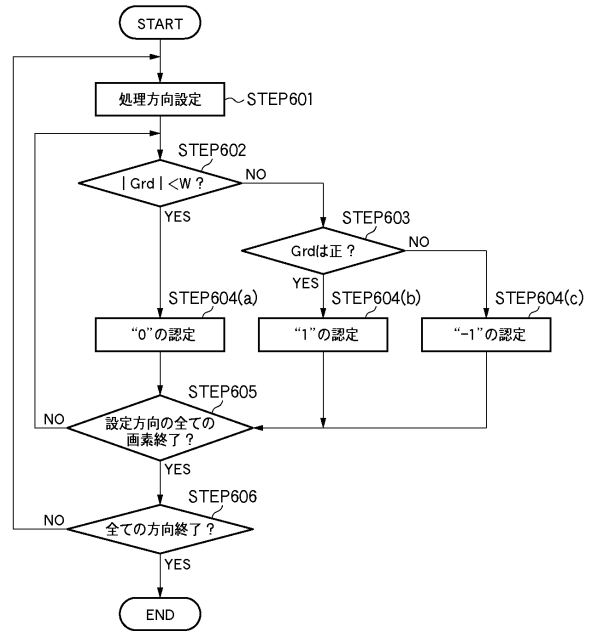 START
処理方向設定
STEP601
STEP602
| Grd | <W ?
NO
YES
STEP603
Grdは正 ?
NO
YES
STEP604(a)
“0”の認定
STEP604(b)
“1”の認定
STEP604(c)
“-1”の認定
STEP605
設定方向の全ての
画素終了 ?
NO
YES
STEP606
全ての方向終了 ?
NO
YES
END